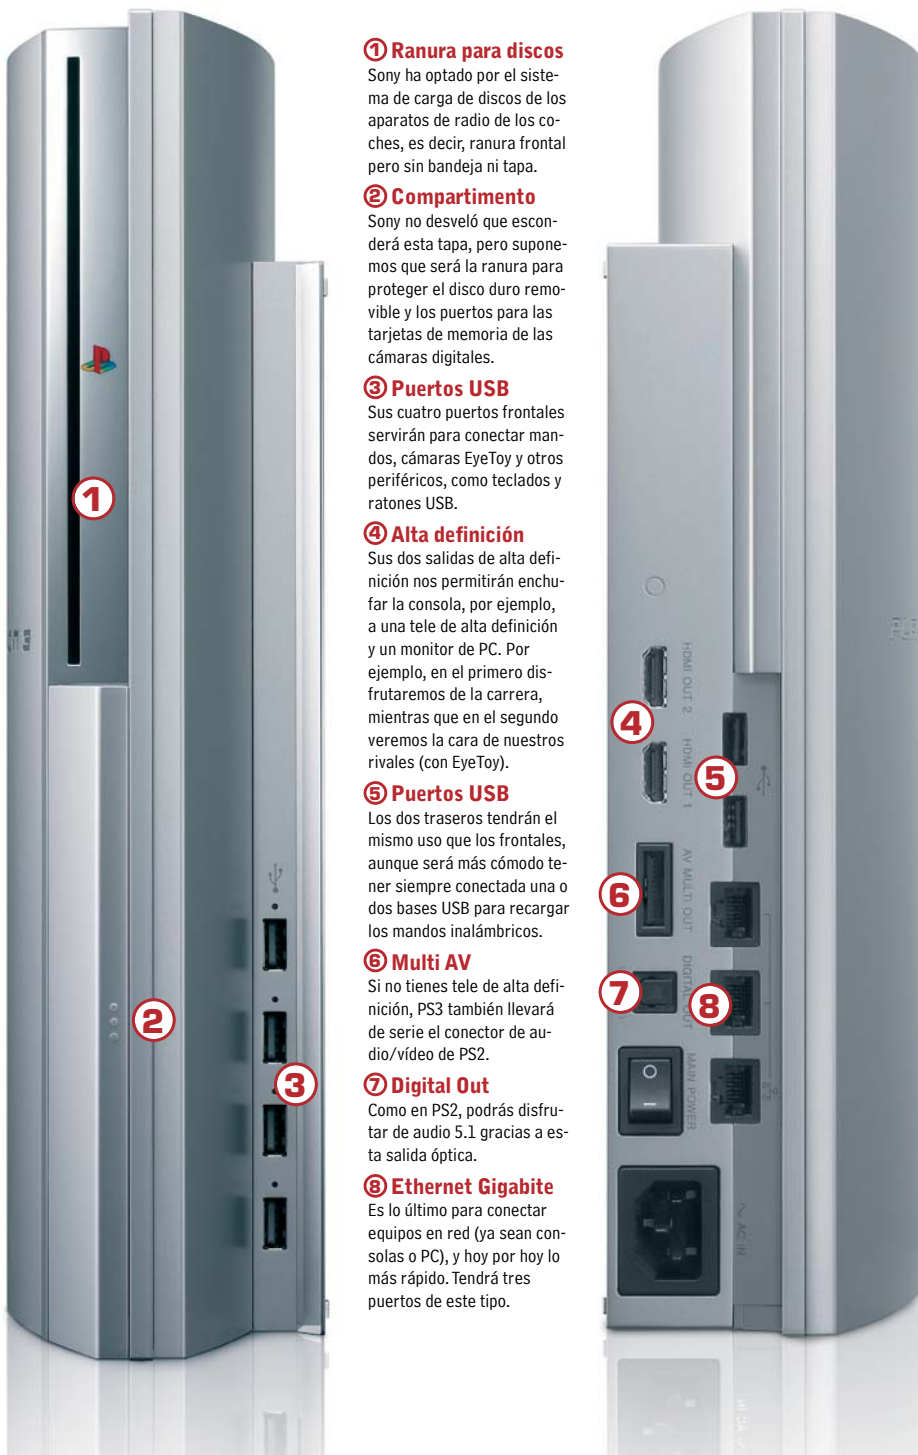 ① Ranura para discos
Sony ha optado por el siste-
ma de carga de discos de los
aparatos de radio de los co-
ches, es decir, ranura frontal
pero sin bandeja ni tapa.
② Compartimento
Sony no desveló que escon-
derá esta tapa, pero supone-
mos que será la ranura para
proteger el disco duro remo-
vible y los puertos para las
tarjetas de memoria de las
cámaras digitales.
③ Puertos USB
Sus cuatro puertos frontales
servirán para conectar man-
dos, cámaras EyeToy y otros
periféricos, como teclados y
ratones USB.
④ Alta definición
Sus dos salidas de alta defi-
nición nos permitirán enchu-
far la consola, por ejemplo,
a una tele de alta definición
y un monitor de PC. Por
ejemplo, en el primero dis-
frutaremos de la carrera,
mientras que en el segundo
veremos la cara de nuestros
rivales (con EyeToy).
⑤ Puertos USB
Los dos traseros tendrán el
mismo uso que los frontales,
aunque será más cómodo te-
ner siempre conectada una o
dos bases USB para recargar
los mandos inalámbricos.
⑥ Multi AV
Si no tienes tele de alta defi-
nición, PS3 también llevará
de serie el conector de au-
dio/vídeo de PS2.
⑦ Digital Out
Como en PS2, podrás disfru-
tar de audio 5.1 gracias a es-
ta salida óptica.
⑧ Ethernet Gigabite
Es lo último para conectar
equipos en red (ya sean con-
solas o PC), y hoy por hoy lo
más rápido. Tendrá tres
puertos de este tipo.
1
2
3
4
5
6
7
8
HDMI OUT 2
HDMI OUT 1
AV MULTI OUT
DIGITAL OUT
MAIN POWER
~ AC IN